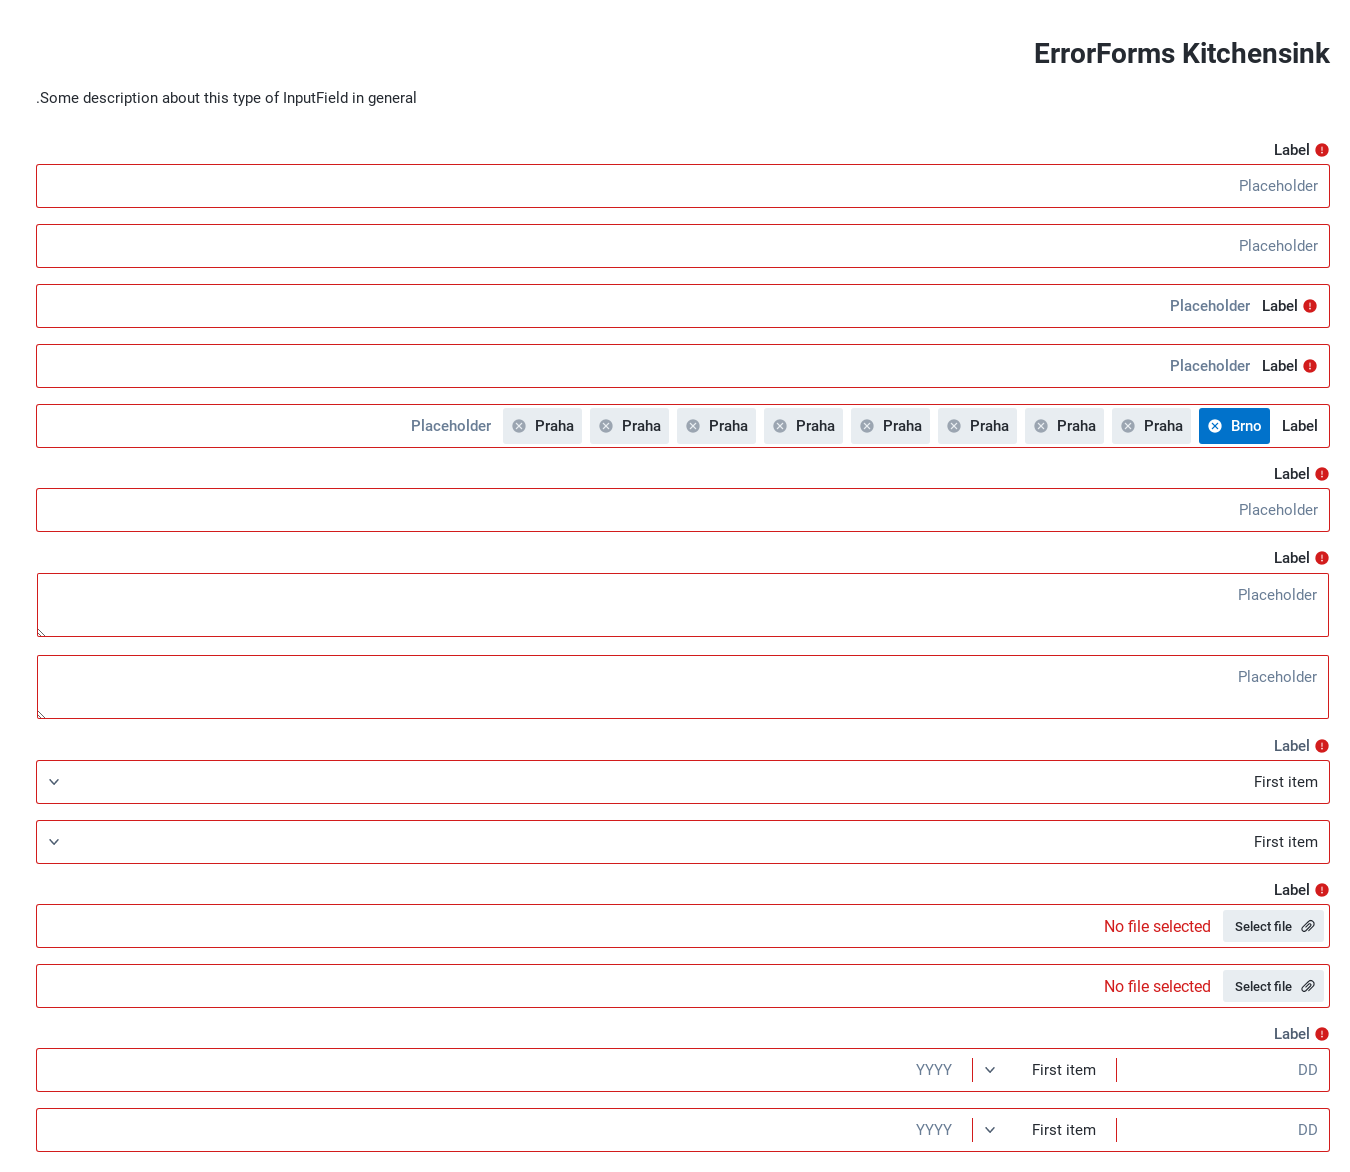 ErrorForms Kitchensink
.Some description about this type of InputField in general
Label
Placeholder
Placeholder
Label Placeholder
Label Placeholder
Label Brno Praha Praha Praha Praha Praha Praha Praha Praha Placeholder
Label
Placeholder
Label
Placeholder
Placeholder
Label
First item
First item
Label
Select file No file selected
Select file No file selected
Label
DD First item YYYY
DD First item YYYY